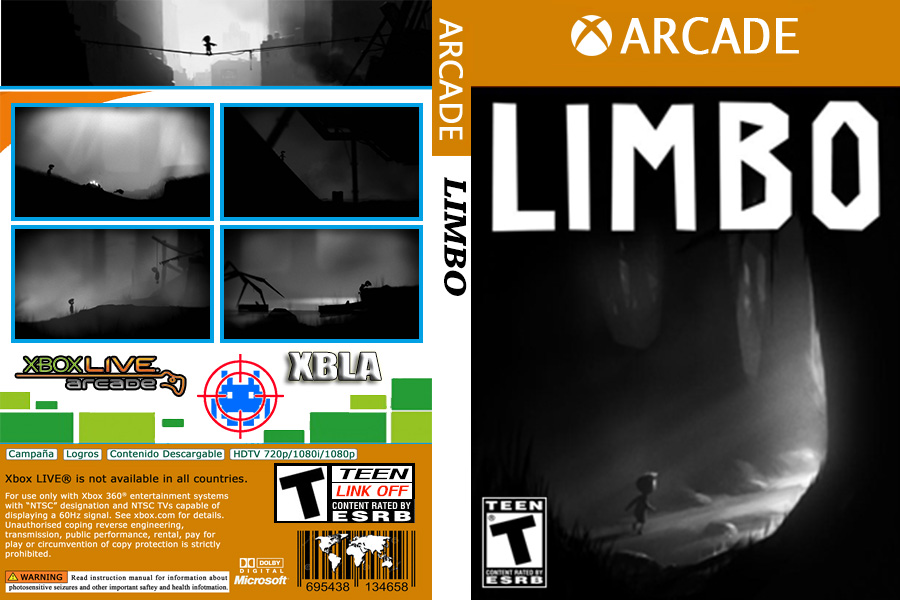 XBOX LIVE.
arcade
XBLA
Campaña
Logros
Contenido Descargable
HDTV 720p/1080i/1080p
Xbox LIVE® is not available in all countries.
For use only with Xbox 360® entertainment systems
with “NTSC” designation and NTSC TVs capable of
displaying a 60Hz signal. See xbox.com for details.
Unauthorised coping reverse engineering,
transmission, public performance, rental, pay for
play or circumvention of copy protection is strictly
prohibited.
WARNING Read instruction manual for information about
photosensitive seizures and other important saftey and health infotmation.
T
TEEN
LINK OFF
CONTENT RATED BY
ESRB
DOLBY
DIGITAL
Microsoft
695438 134658
ARCADE
LIMBO
ARCADE
LIMBO
TEEN
T
CONTENT RATED BY
ESRB